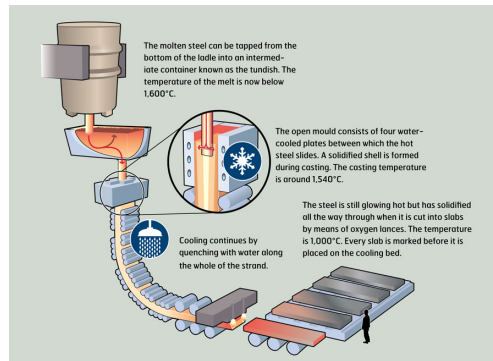 The molten steel can be tapped from the
bottom of the ladle into an intermed-
iate container known as the tundish. The
temperature of the melt is now below
1,600°C.
The open mould consists of four water-
cooled plates between which the hot
steel slides. A solidified shell is formed
during casting. The casting temperature
is around 1,540°C.
The steel is still glowing hot but has solidified
all the way through when it is cut into slabs
by means of oxygen lances. The temperature
is 1,000°C. Every slab is marked before it is
placed on the cooling bed.
Cooling continues by
quenching with water along
the whole of the strand.